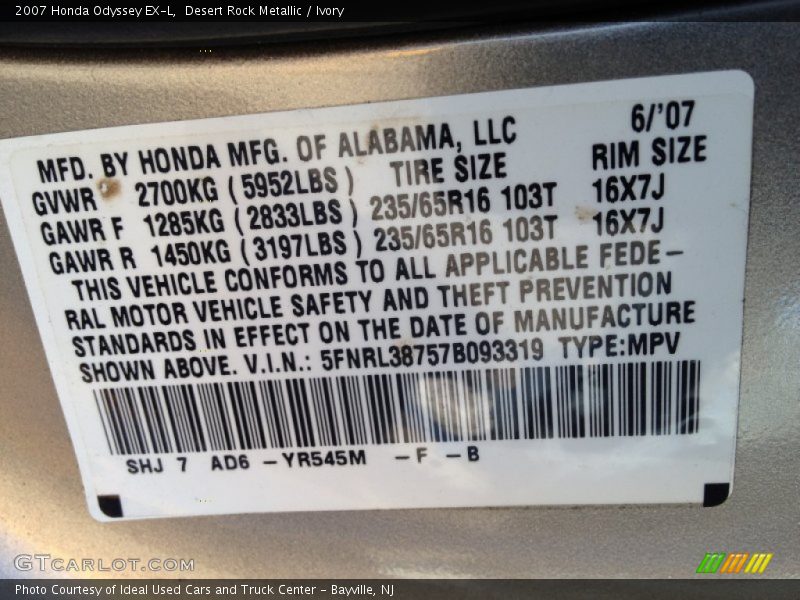 2007 Honda Odyssey EX-L,  Desert Rock Metallic / Ivory
6/'07
MFD. BY HONDA MFG. OF ALABAMA, LLC
GVWR 2700KG (5952LBS) TIRE SIZE RIM SIZE
GAWR F 1285KG (2833LBS) 235/65R16 103T 16X7J
GAWR R 1450KG (3197LBS) 235/65R16 103T 16X7J
THIS VEHICLE CONFORMS TO ALL APPLICABLE FEDE-
RAL MOTOR VEHICLE SAFETY AND THEFT PREVENTION
STANDARDS IN EFFECT ON THE DATE OF MANUFACTURE
SHOWN ABOVE. V.I.N.: 5FNRL38757B093319 TYPE:MPV
SHJ 7 AD6 -YR545M -F -B
GTCARLOT.COM
Photo Courtesy of Ideal Used Cars and Truck Center - Bayville, NJ